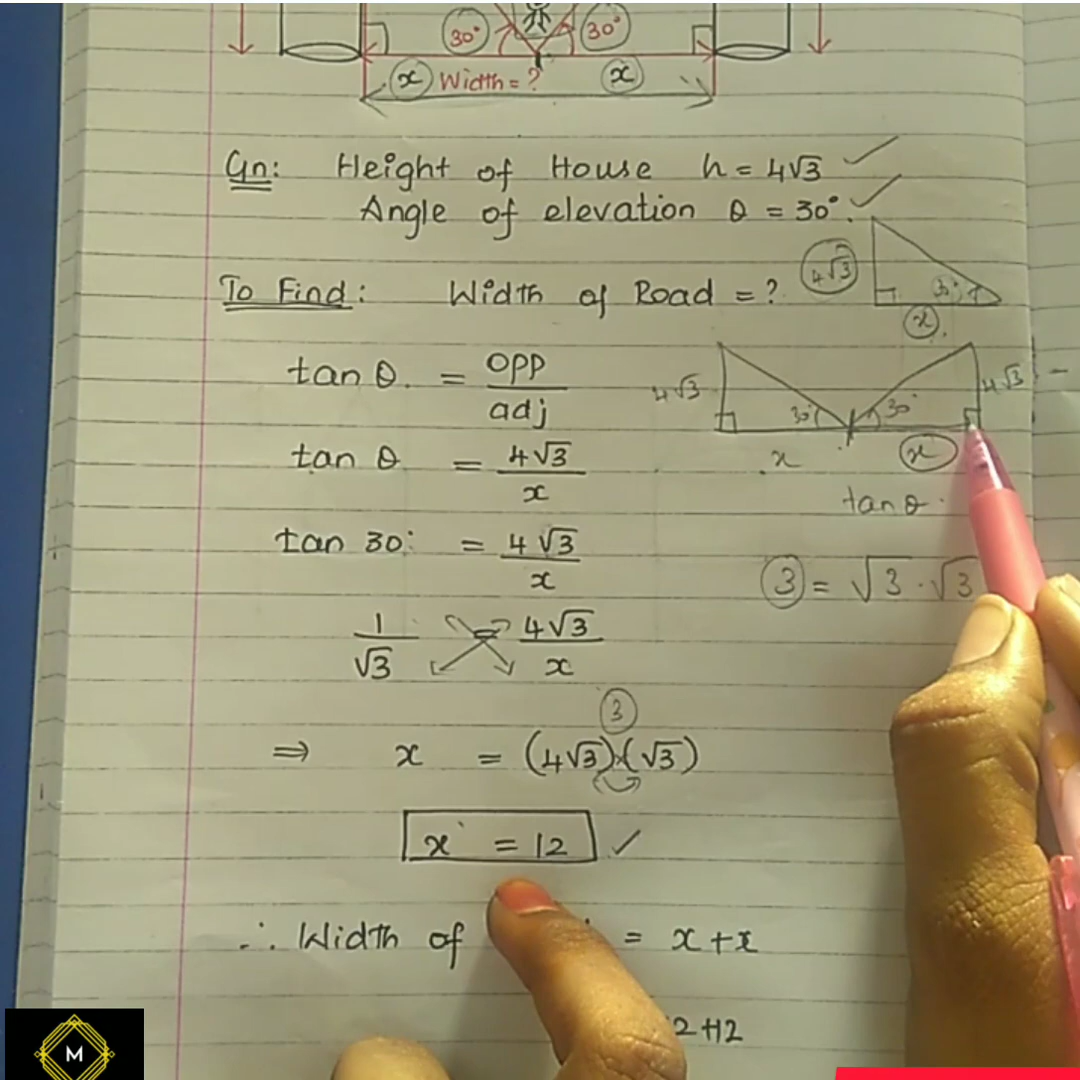 30° 30°
x Width = ? x
Gn: Height of House h = 4√3
Angle of elevation θ = 30°.
4√3
30°
x.
To Find: Width of Road = ?
tan θ. = opp/adj
4√3 30° 30° 4√3
x x
tan θ = 4√3/x
tan θ.
tan 30° = 4√3/x
3 = √3 · √3
1/√3 = 4√3/x
3
⇒ x = (4√3) × (√3)
x = 12
∴ Width of = x + x
2+12
M